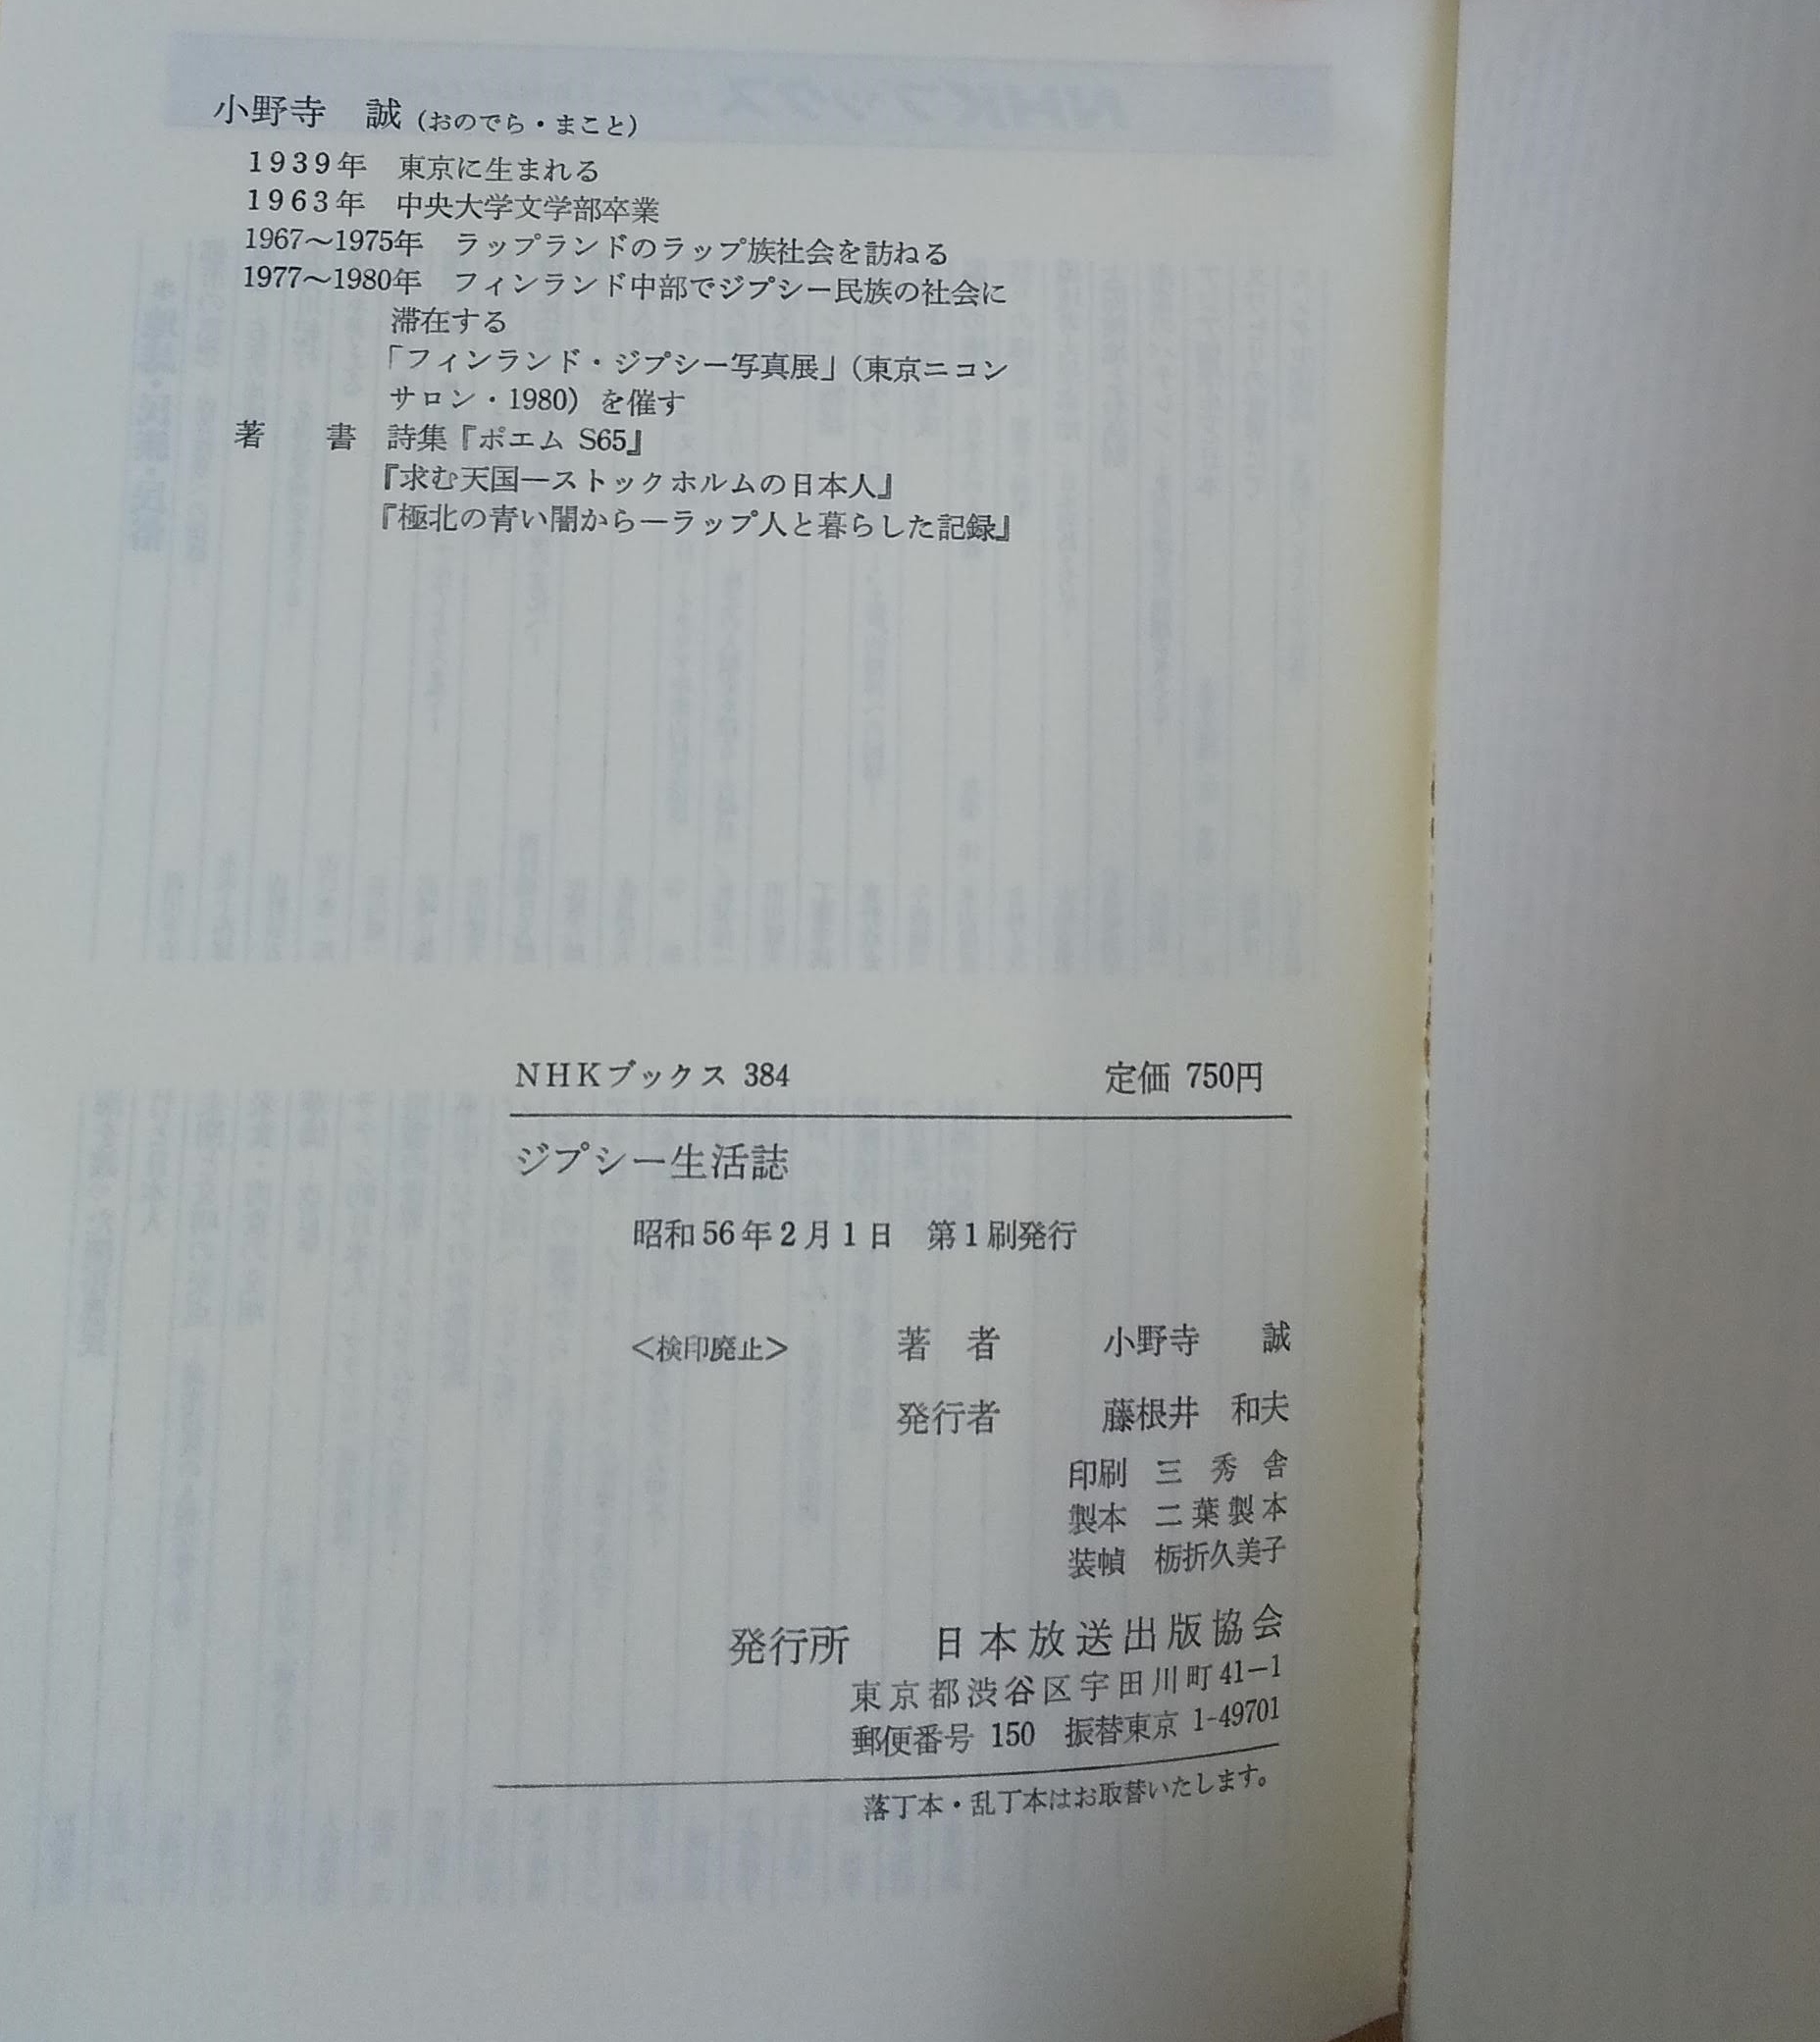 小野寺　誠（おのでら・まこと）
1939年　東京に生まれる
1963年　中央大学文学部卒業
1967〜1975年　ラップランドのラップ族社会を訪ねる
1977〜1980年　フィンランド中部でジプシー民族の社会に
滞在する
「フィンランド・ジプシー写真展」（東京ニコン
サロン・1980）を催す
著　書　詩集『ポエム S65』
『求む天国—ストックホルムの日本人』
『極北の青い闇から—ラップ人と暮らした記録』
NHKブックス 384　定価 750円
ジプシー生活誌
昭和56年2月1日　第1刷発行
<検印廃止>　著　者　小野寺　誠
発行者　藤根井　和夫
印刷　三　秀　舎
製本　二葉製本
装幀　栃折久美子
発行所　日本放送出版協会
東京都渋谷区宇田川町41-1
郵便番号 150　振替東京 1-49701
落丁本・乱丁本はお取替いたします。